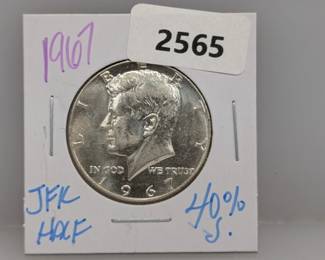 1967
2565
LIBERTY
IN GOD WE TRUST
1967
JFK
HALF
40%
S.